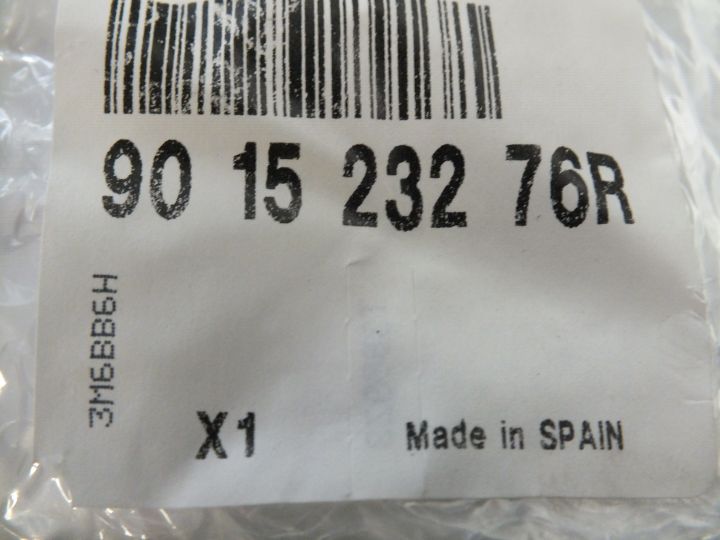 90 15 232 76R
3M6BB6H
X1
Made in SPAIN